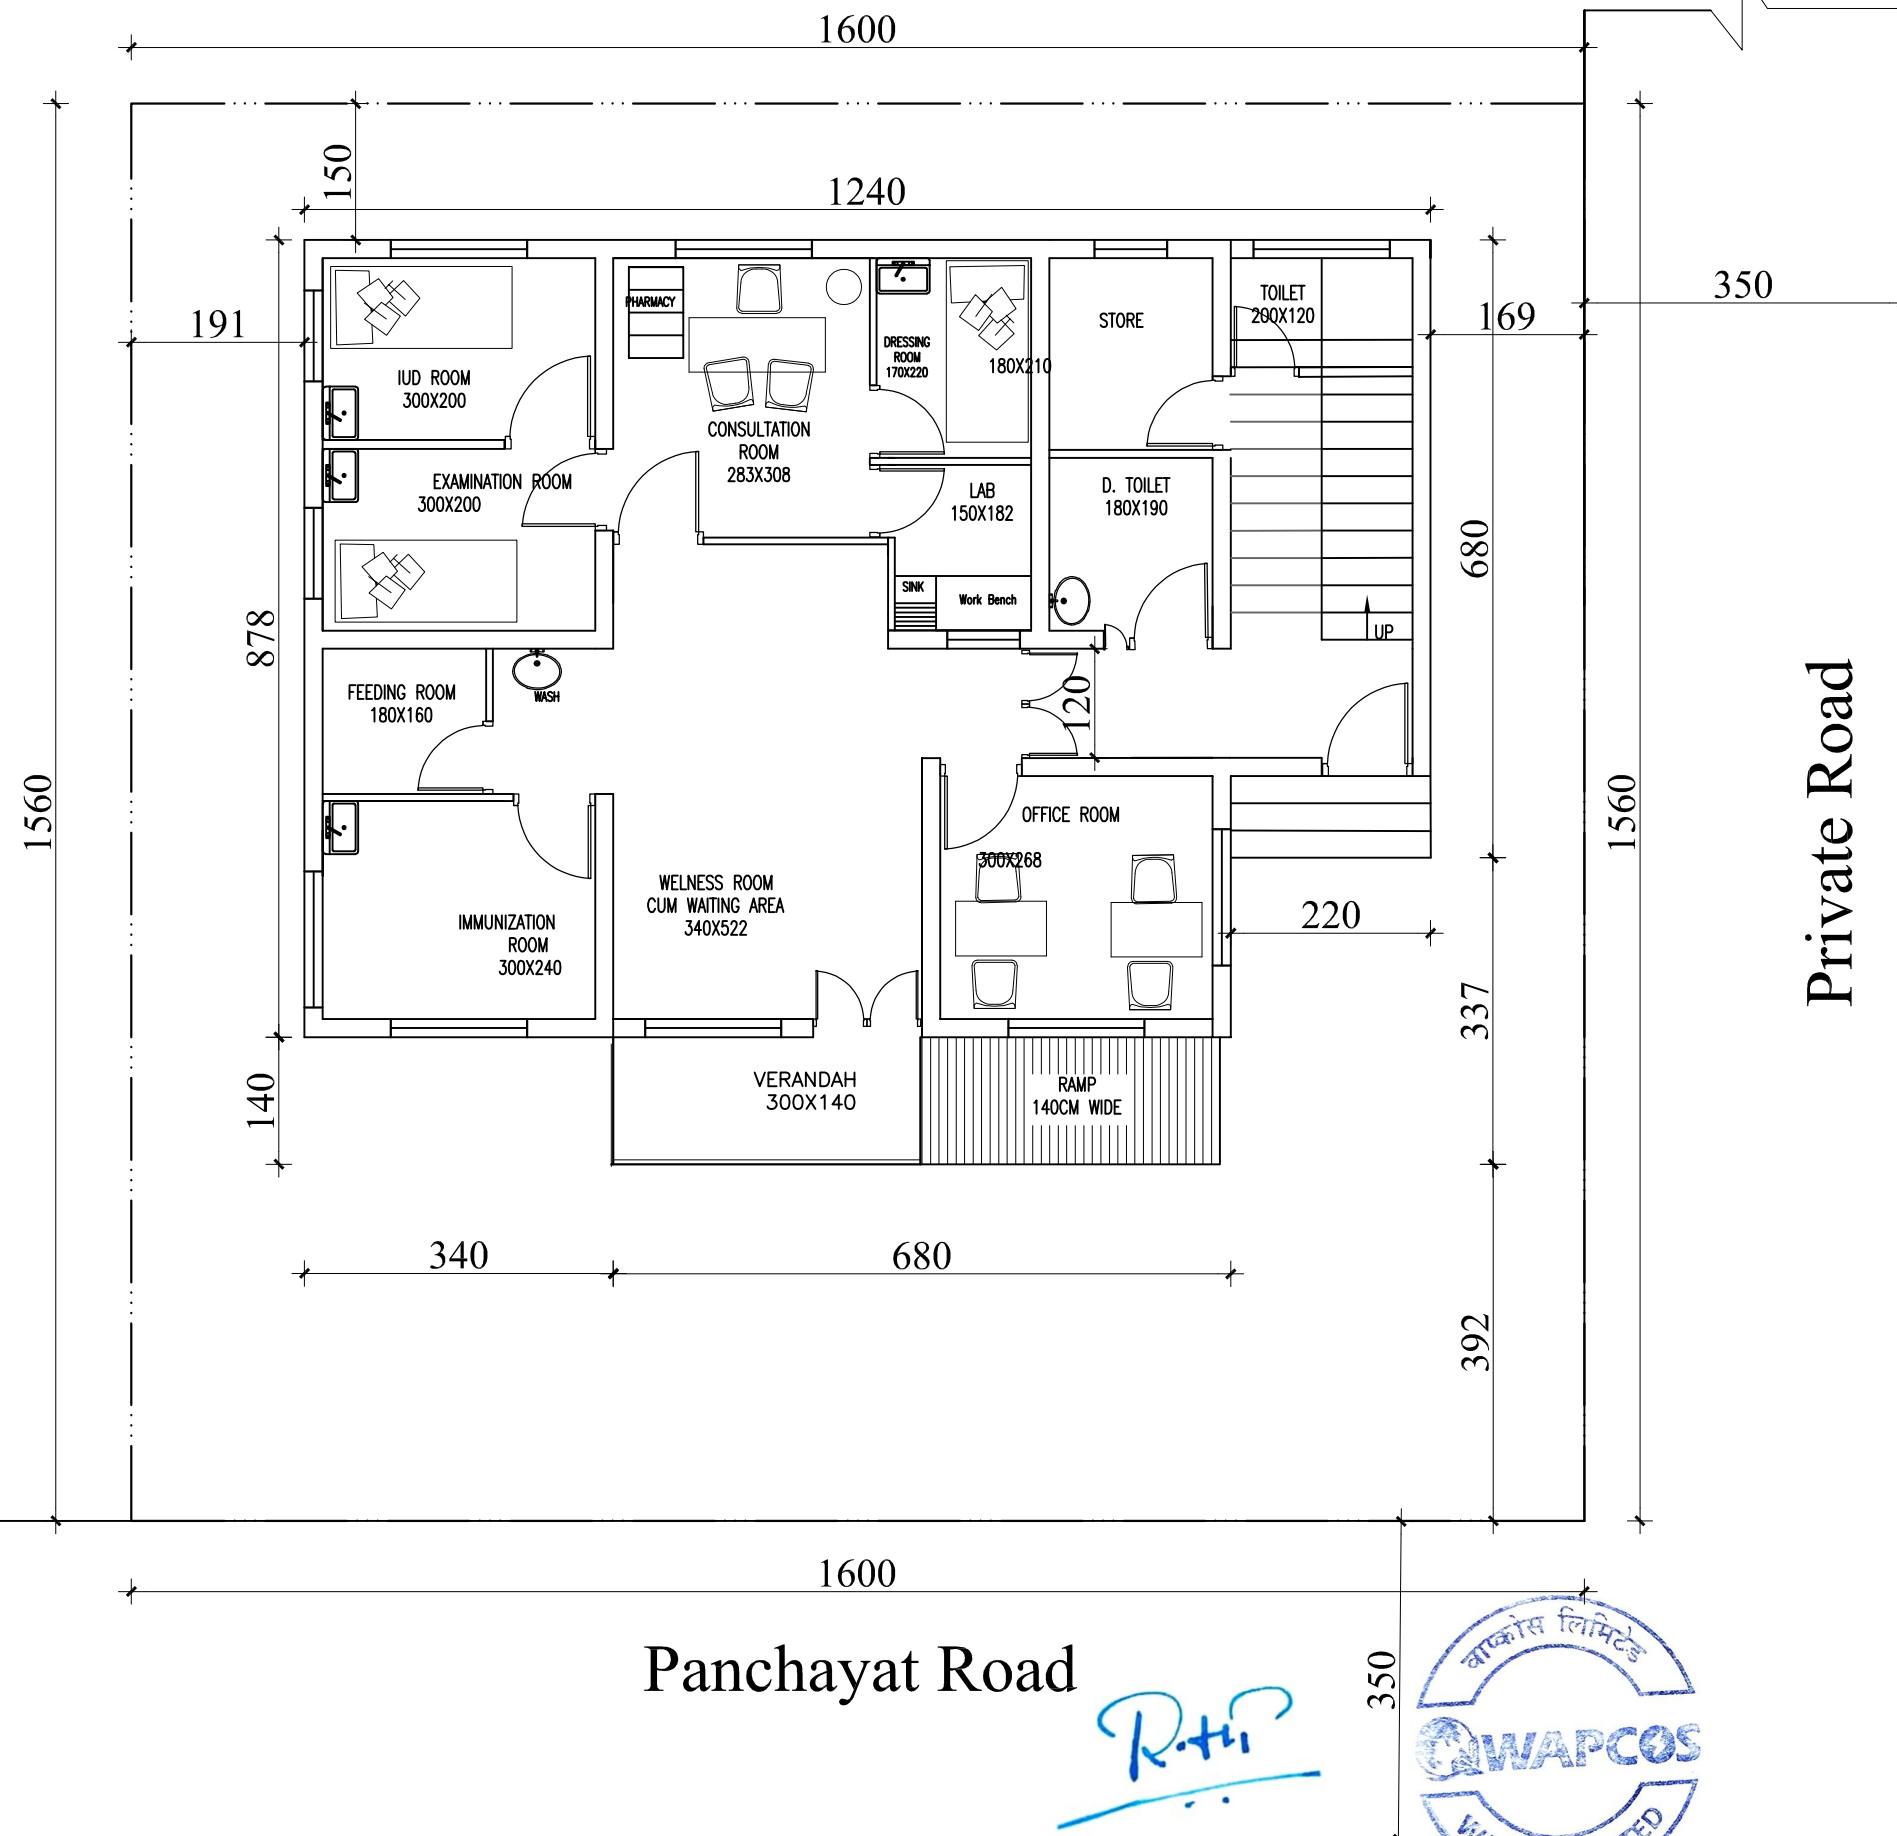 1600
150
1240
191
350
169
PHARMACY
TOILET
200X120
STORE
DRESSING
ROOM
170X220
180X210
IUD ROOM
300X200
CONSULTATION
ROOM
283X308
EXAMINATION ROOM
300X200
LAB
150X182
D. TOILET
180X190
680
SINK
Work Bench
UP
878
FEEDING ROOM
180X160
WASH
120
1560
1560
Private Road
OFFICE ROOM
300X268
WELNESS ROOM
CUM WAITING AREA
340X522
IMMUNIZATION
ROOM
300X240
220
337
140
VERANDAH
300X140
RAMP
140CM WIDE
340
680
392
1600
Panchayat Road
350
वाप्कोस लिमिटेड
WAPCOS